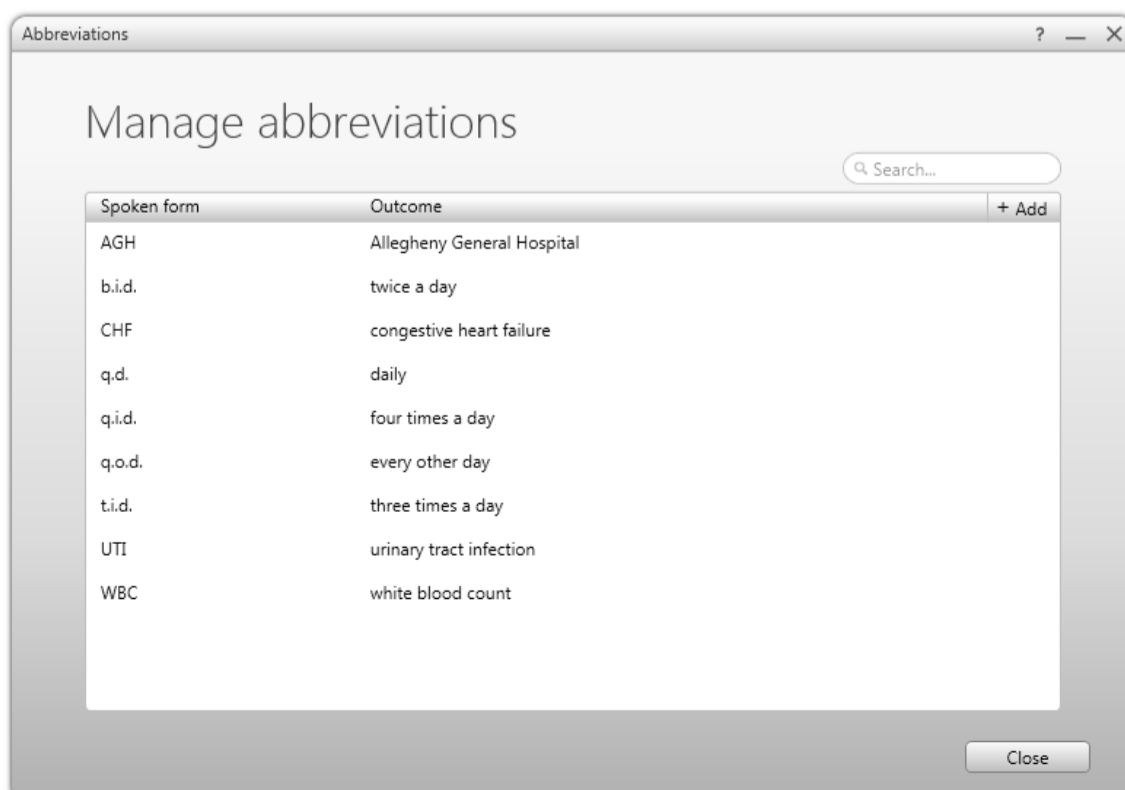 Abbreviations ?
Manage abbreviations
Search...
Spoken form Outcome + Add
AGH Allegheny General Hospital
b.i.d. twice a day
CHF congestive heart failure
q.d. daily
q.i.d. four times a day
q.o.d. every other day
t.i.d. three times a day
UTI urinary tract infection
WBC white blood count
Close